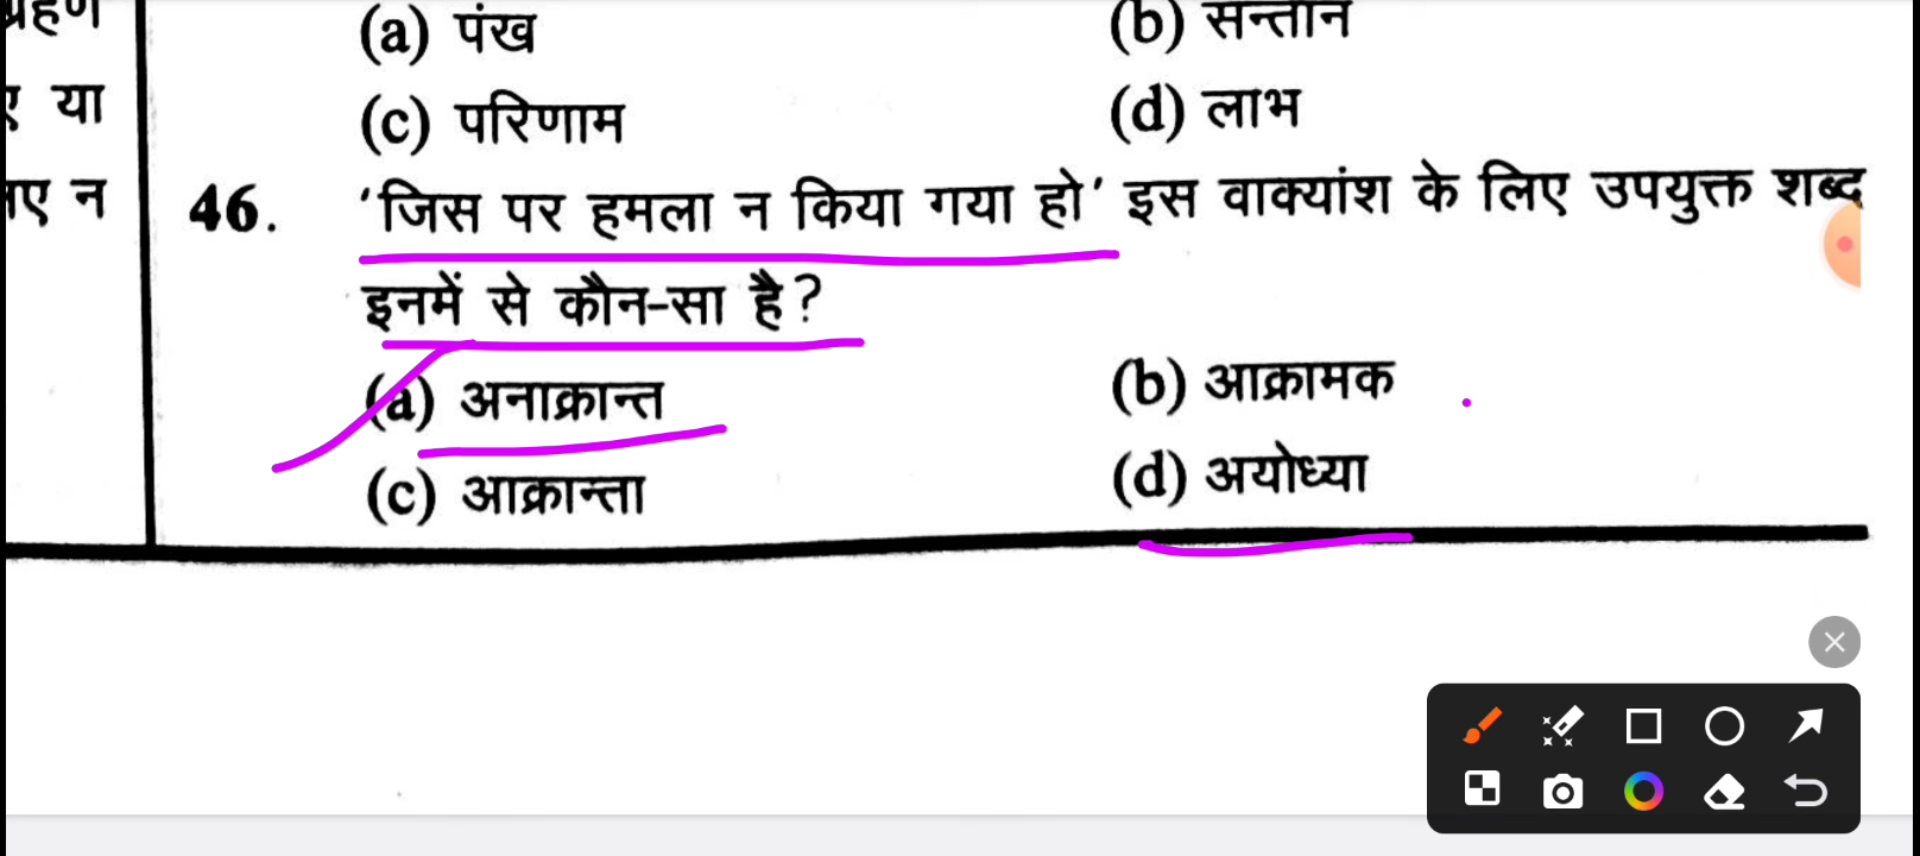 (a) पंख (b) सन्तान
ए या (c) परिणाम (d) लाभ
न 46. ‘जिस पर हमला न किया गया हो’ इस वाक्यांश के लिए उपयुक्त शब्द
इनमें से कौन-सा है?
(a) अनाक्रान्त (b) आक्रामक
(c) आक्रान्ता (d) अयोध्या